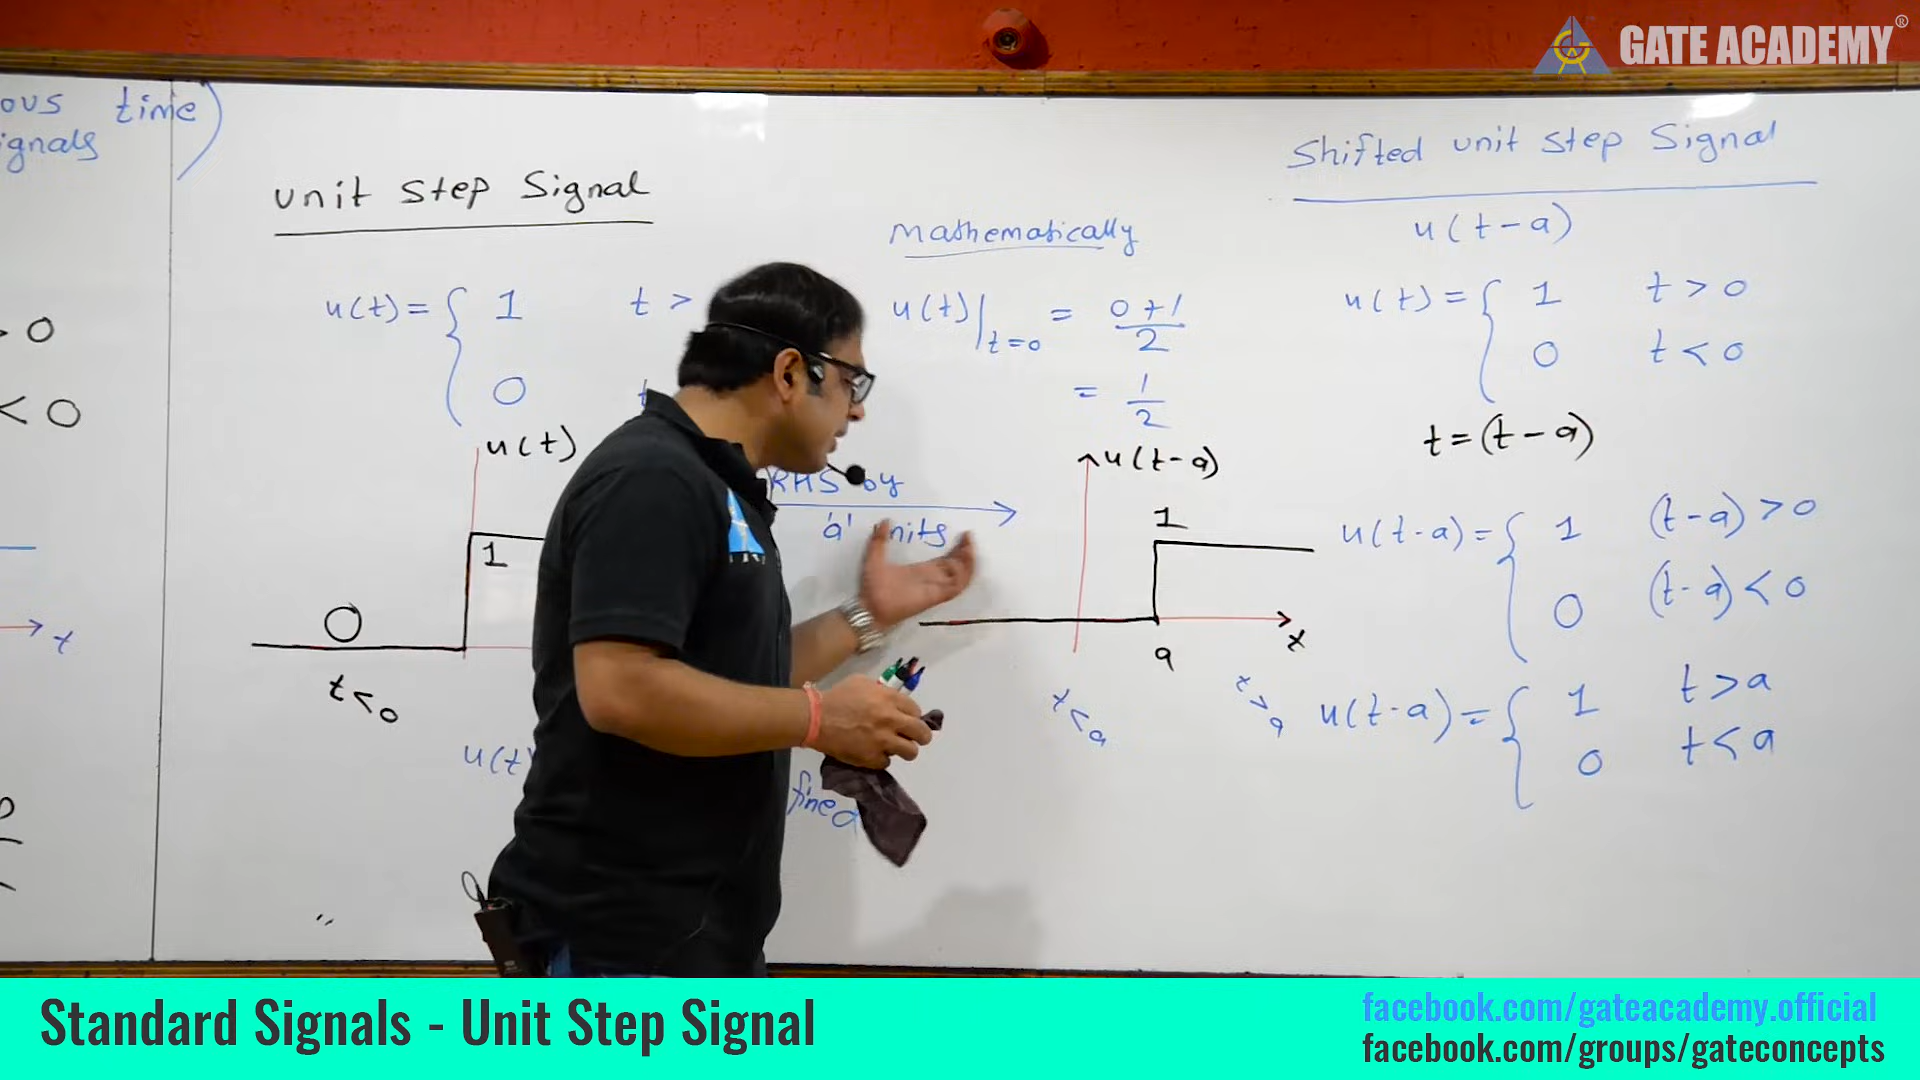 GATE ACADEMY®
ous time)
ignals
> 0
< 0
t
Unit Step Signal
u(t) = { 1 t >
0 t
u(t)
1
0
t<0
u(t)
fined
Mathematically
u(t)|t=0 = 0+1/2
= 1/2
RHS by
'a' units
u(t-a)
1
a
t
t<a
t>a
Shifted unit step Signal
u(t-a)
u(t) = { 1 t > 0
0 t < 0
t = (t-a)
u(t-a) = { 1 (t-a) > 0
0 (t-a) < 0
u(t-a) = { 1 t > a
0 t < a
Standard Signals - Unit Step Signal
facebook.com/gateacademy.official
facebook.com/groups/gateconcepts